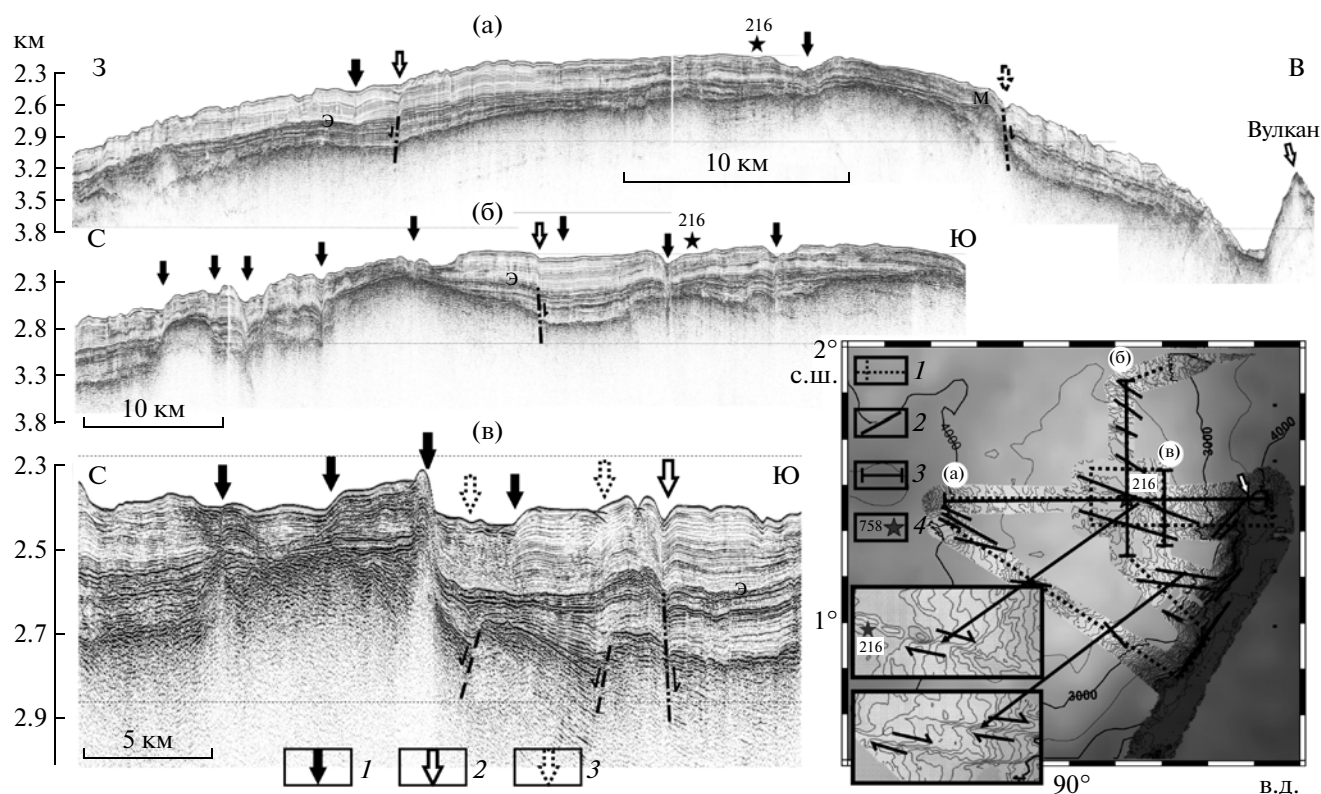 (а)
км
З
В
216
Э
М
Вулкан
2.3
2.6
2.9
3.2
3.5
3.8
10 км
(б)
С
Ю
216
Э
2.3
2.8
3.3
3.8
10 км
(в)
С
Ю
Э
2.3
2.5
2.7
2.9
5 км
1
2
3
2°
с.ш.
1°
90°
в.д.
1
2
3
758
4
(а)
(б)
(в)
216
4000
4000
3000
4000
3000
216